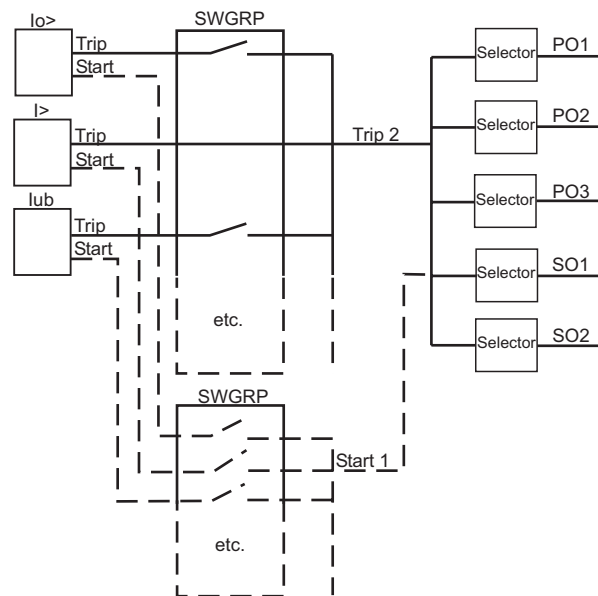 Io>
Trip
Start
I>
Trip
Start
Iub
Trip
Start
SWGRP
etc.
SWGRP
etc.
Trip 2
Start 1
Selector
PO1
Selector
PO2
Selector
PO3
Selector
SO1
Selector
SO2